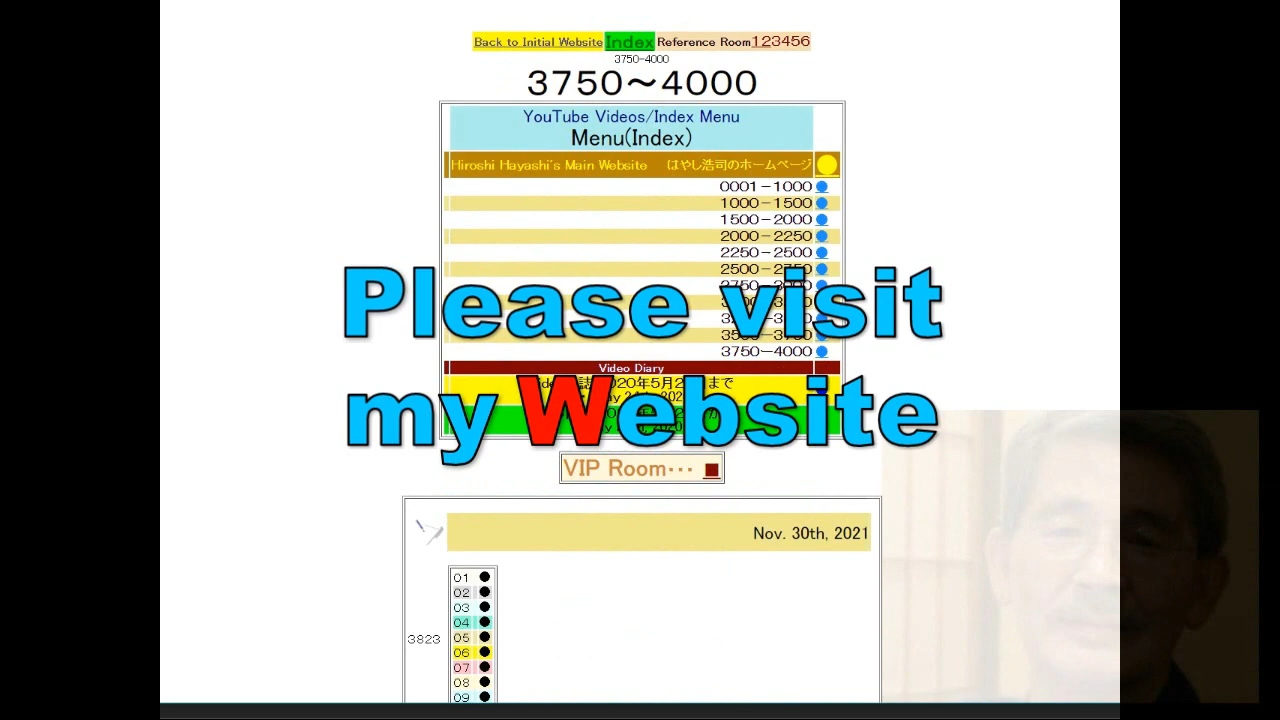 Back to Initial Website Index Reference Room123456
3750-4000
3750～4000
YouTube Videos/Index Menu
Menu(Index)
Hiroshi Hayashi's Main Website はやし浩司のホームページ
0001－1000
1000－1500
1500－2000
2000－2250
2250－2500
2500－2750
3750－4000
Video Diary
Please visit
my Website
VIP Room･･･
Nov. 30th, 2021
3823
01
02
03
04
05
06
07
08
09